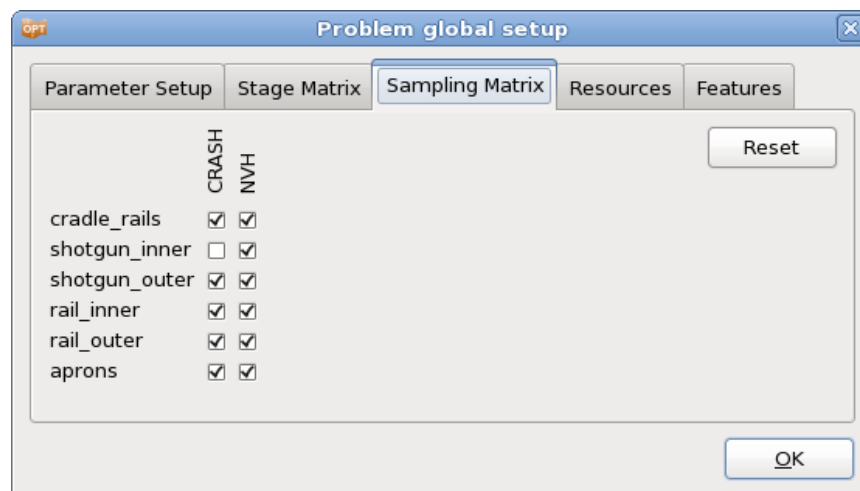 OPT Problem global setup
Parameter Setup Stage Matrix Sampling Matrix Resources Features
CRASH NVH
Reset
cradle_rails
shotgun_inner
shotgun_outer
rail_inner
rail_outer
aprons
OK